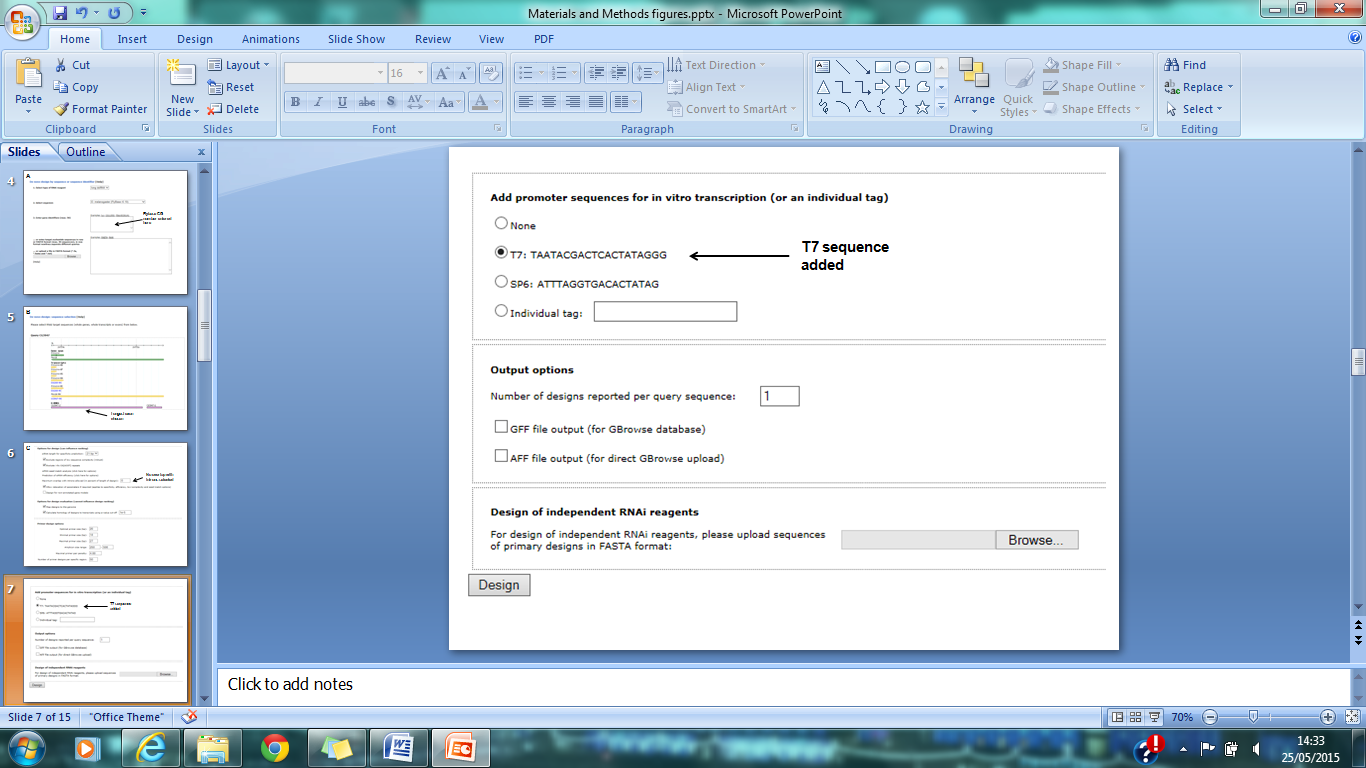 Materials and Methods figures.pptx - Microsoft PowerPoint
Home Insert Design Animations Slide Show Review View PDF
Paste
Cut
Copy
Format Painter
Clipboard
New Slide
Layout
Reset
Delete
Slides
16
Font
Paragraph
Text Direction
Align Text
Convert to SmartArt
Arrange
Quick Styles
Shape Fill
Shape Outline
Shape Effects
Drawing
Find
Replace
Select
Editing
Slides Outline x
4
A
5
B
6
C
7
Add promoter sequences for in vitro transcription (or an individual tag)
None
T7: TAATACGACTCACTATAGGG
T7 sequence
added
SP6: ATTTAGGTGACACTATAG
Individual tag:
Output options
Number of designs reported per query sequence: 1
GFF file output (for GBrowse database)
AFF file output (for direct GBrowse upload)
Design of independent RNAi reagents
For design of independent RNAi reagents, please upload sequences
of primary designs in FASTA format:
Browse...
Design
Click to add notes
Slide 7 of 15 "Office Theme" 70%
14:33
25/05/2015